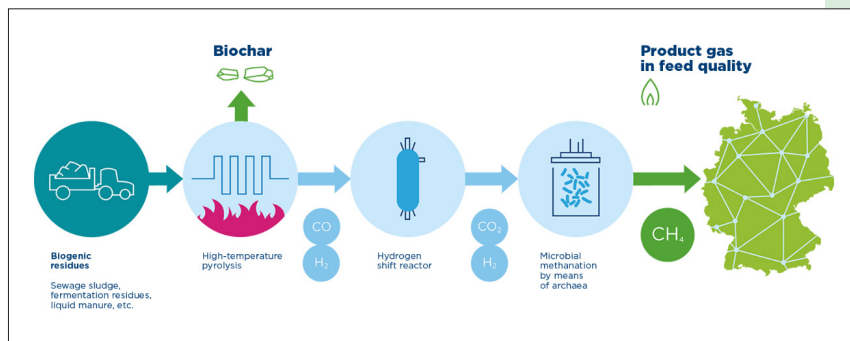 Biochar
Product gas
in feed quality
CO
H₂
CO₂
H₂
CH₄
Biogenic
residues
Sewage sludge,
fermentation residues,
liquid manure, etc.
High-temperature
pyrolysis
Hydrogen
shift reactor
Microbial
methanation
by means
of archaea